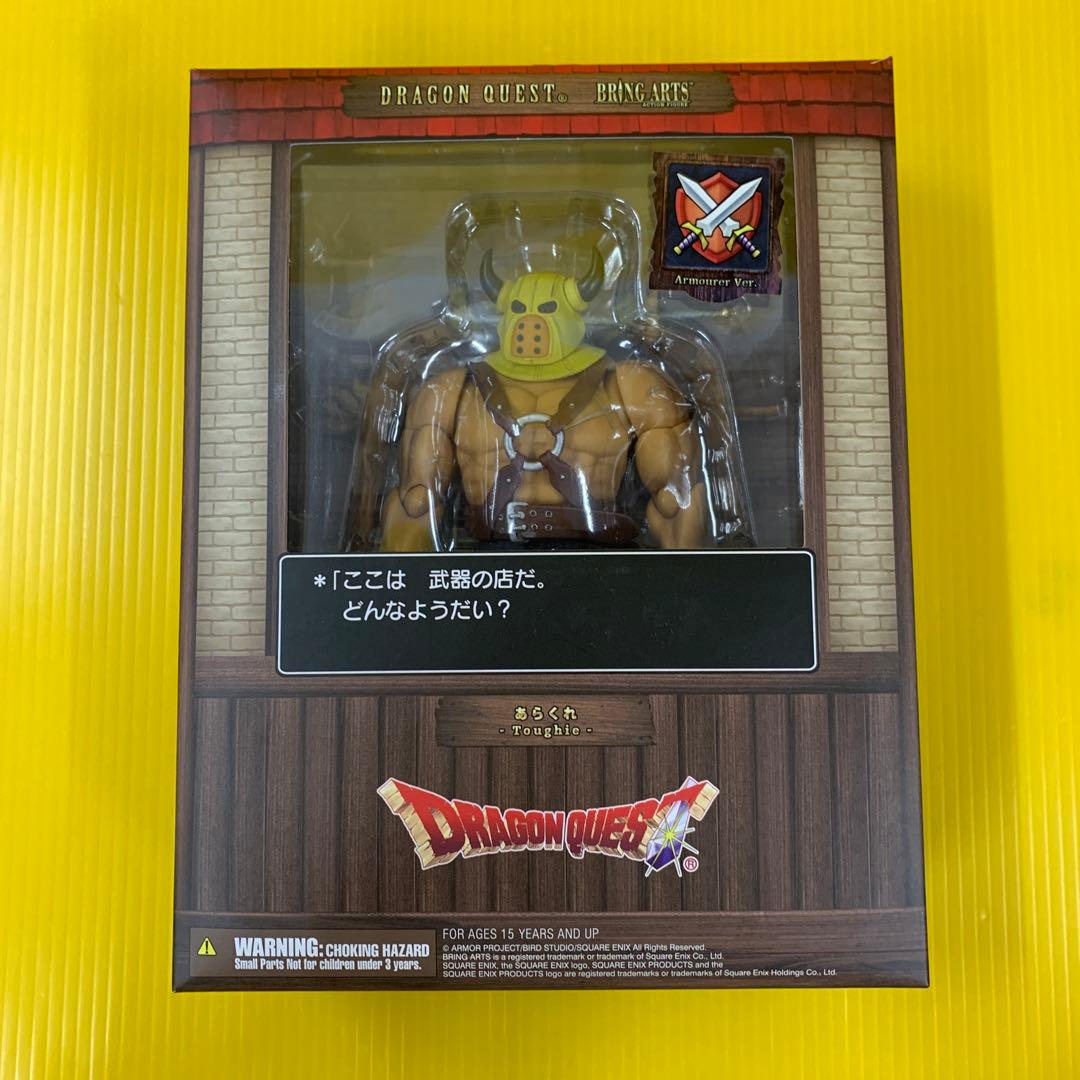 DRAGON QUEST® BRING ARTS™
ACTION FIGURE
Armourer Ver.
*「ここは 武器の店だ。
どんなようだい？
あらくれ
- Toughie -
DRAGON QUEST®
WARNING: CHOKING HAZARD
Small Parts Not for children under 3 years.
FOR AGES 15 YEARS AND UP
© ARMOR PROJECT/BIRD STUDIO/SQUARE ENIX All Rights Reserved.
BRING ARTS is a registered trademark or trademark of Square Enix Co., Ltd.
SQUARE ENIX, the SQUARE ENIX logo, SQUARE ENIX PRODUCTS and the
SQUARE ENIX PRODUCTS logo are registered trademarks or trademarks of Square Enix Holdings Co., Ltd.